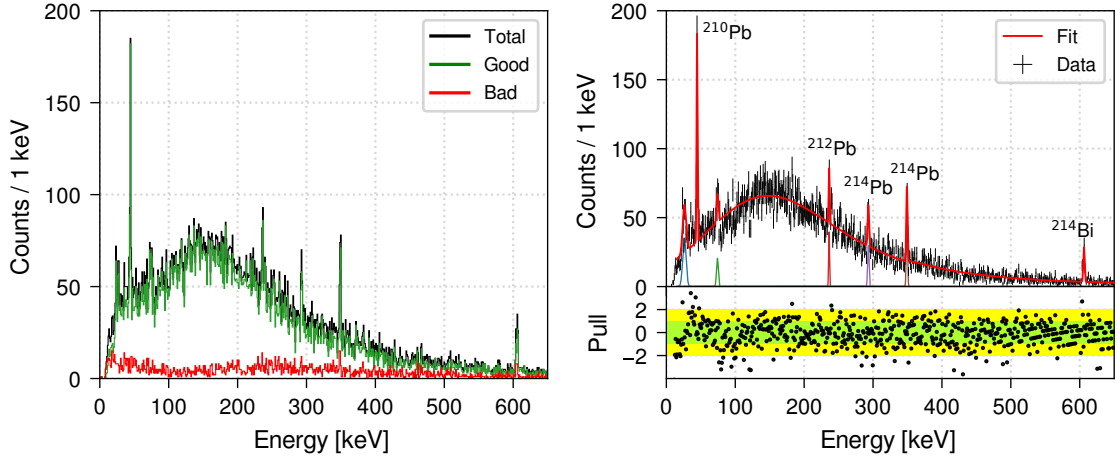 200
150
100
50
0
Counts / 1 keV
Total
Good
Bad
0 100 200 300 400 500 600
Energy [keV]
200
150
100
50
0
Counts / 1 keV
²¹⁰Pb
²¹²Pb
²¹⁴Pb
²¹⁴Pb
²¹⁴Bi
Fit
Data
2
0
−2
Pull
0 100 200 300 400 500 600
Energy [keV]